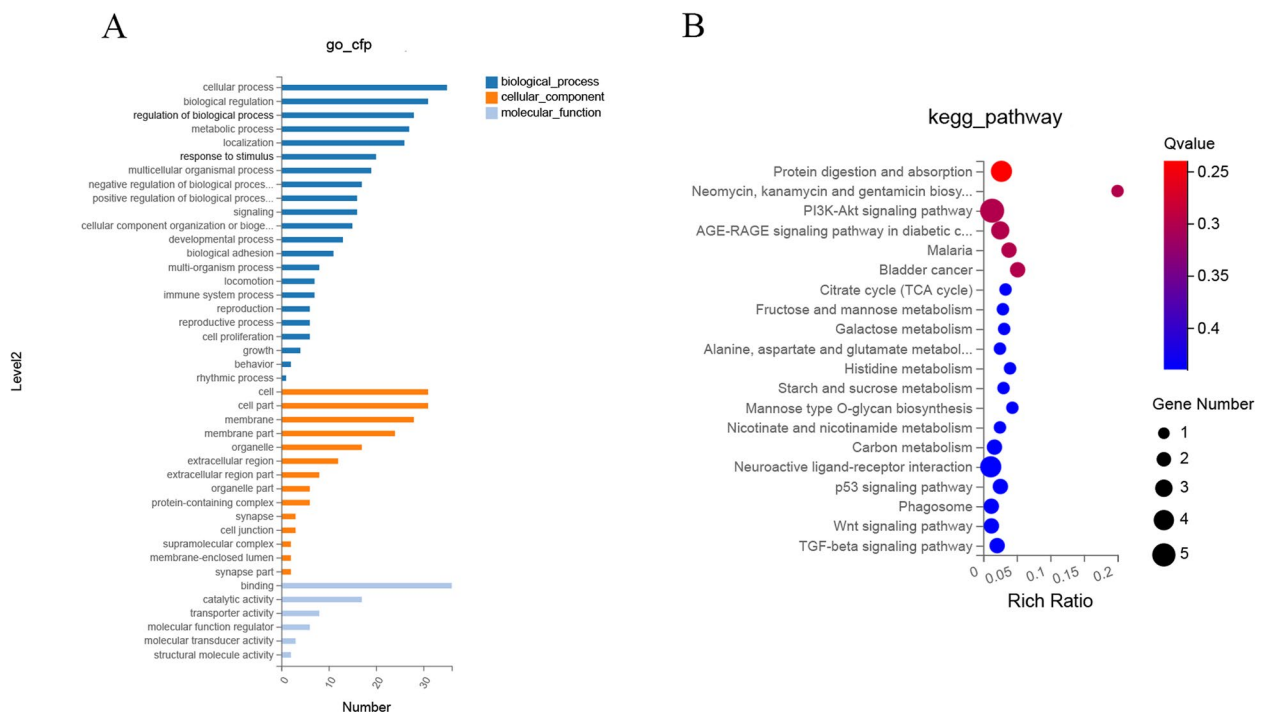 A
go_cfp
Level2
cellular process
biological regulation
regulation of biological process
metabolic process
localization
response to stimulus
multicellular organismal process
negative regulation of biological proces...
positive regulation of biological proces...
signaling
cellular component organization or bioge...
developmental process
biological adhesion
multi-organism process
locomotion
immune system process
reproduction
reproductive process
cell proliferation
growth
behavior
rhythmic process
cell
cell part
membrane
membrane part
organelle
extracellular region
extracellular region part
organelle part
protein-containing complex
synapse
cell junction
supramolecular complex
membrane-enclosed lumen
synapse part
binding
catalytic activity
transporter activity
molecular function regulator
molecular transducer activity
structural molecule activity
0 10 20 30
Number
biological_process
cellular_component
molecular_function
B
kegg_pathway
Protein digestion and absorption
Neomycin, kanamycin and gentamicin biosy...
PI3K-Akt signaling pathway
AGE-RAGE signaling pathway in diabetic c...
Malaria
Bladder cancer
Citrate cycle (TCA cycle)
Fructose and mannose metabolism
Galactose metabolism
Alanine, aspartate and glutamate metabol...
Histidine metabolism
Starch and sucrose metabolism
Mannose type O-glycan biosynthesis
Nicotinate and nicotinamide metabolism
Carbon metabolism
Neuroactive ligand-receptor interaction
p53 signaling pathway
Phagosome
Wnt signaling pathway
TGF-beta signaling pathway
0 0.05 0.1 0.15 0.2
Rich Ratio
Qvalue
0.25
0.3
0.35
0.4
Gene Number
1
2
3
4
5